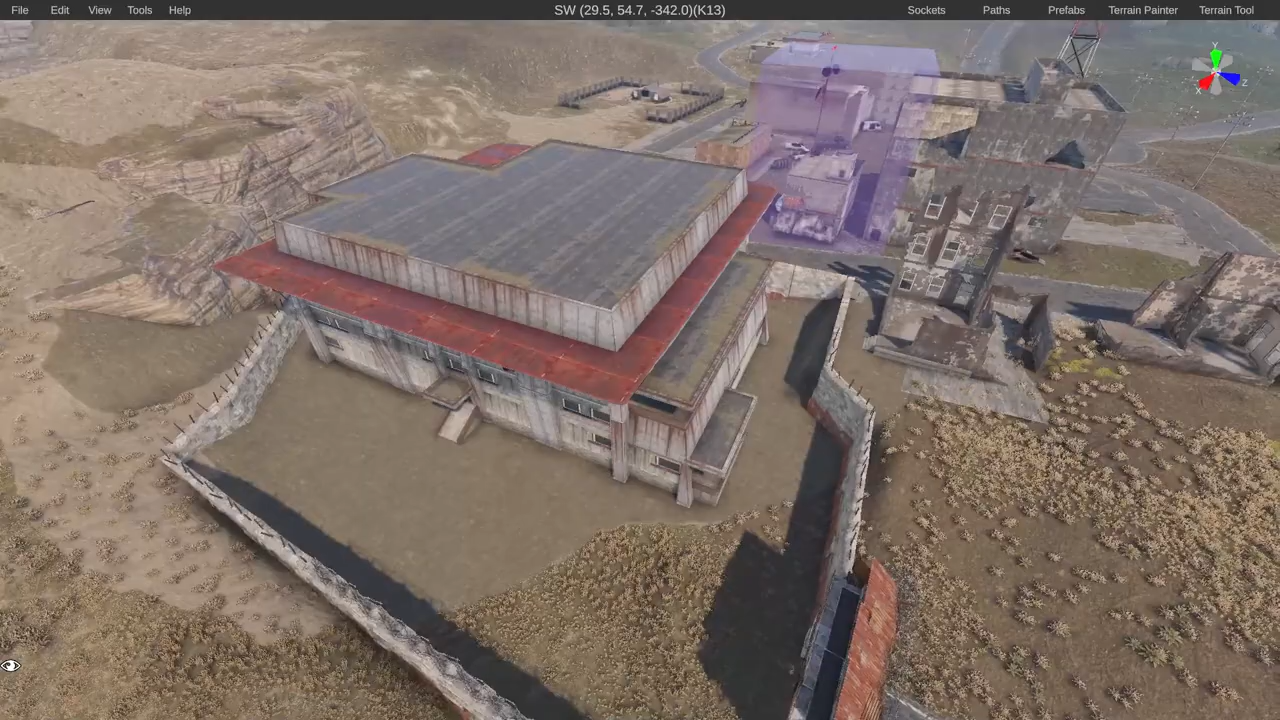 File Edit View Tools Help SW (29.5, 54.7, -342.0)(K13) Sockets Paths Prefabs Terrain Painter Terrain Tool
Y
X Z